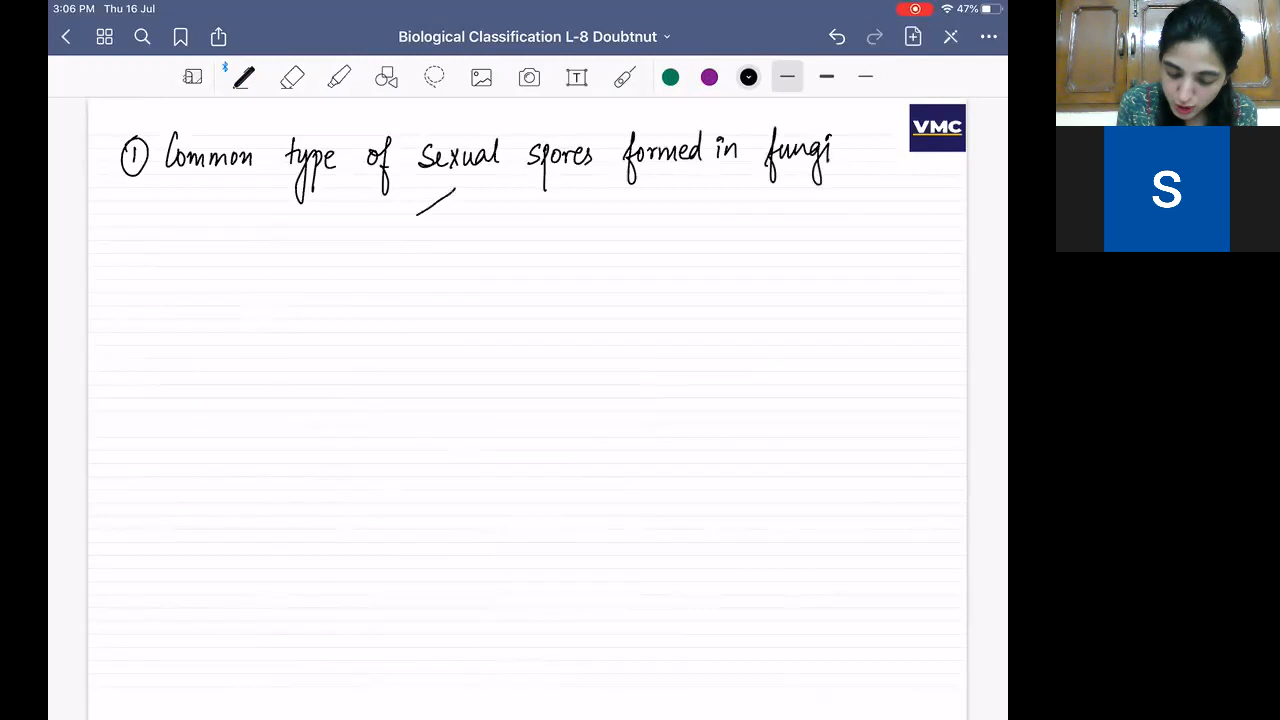 3:06 PM Thu 16 Jul
47%
Biological Classification L-8 Doubtnut
T
VMC
① Common type of sexual spores formed in fungi
S